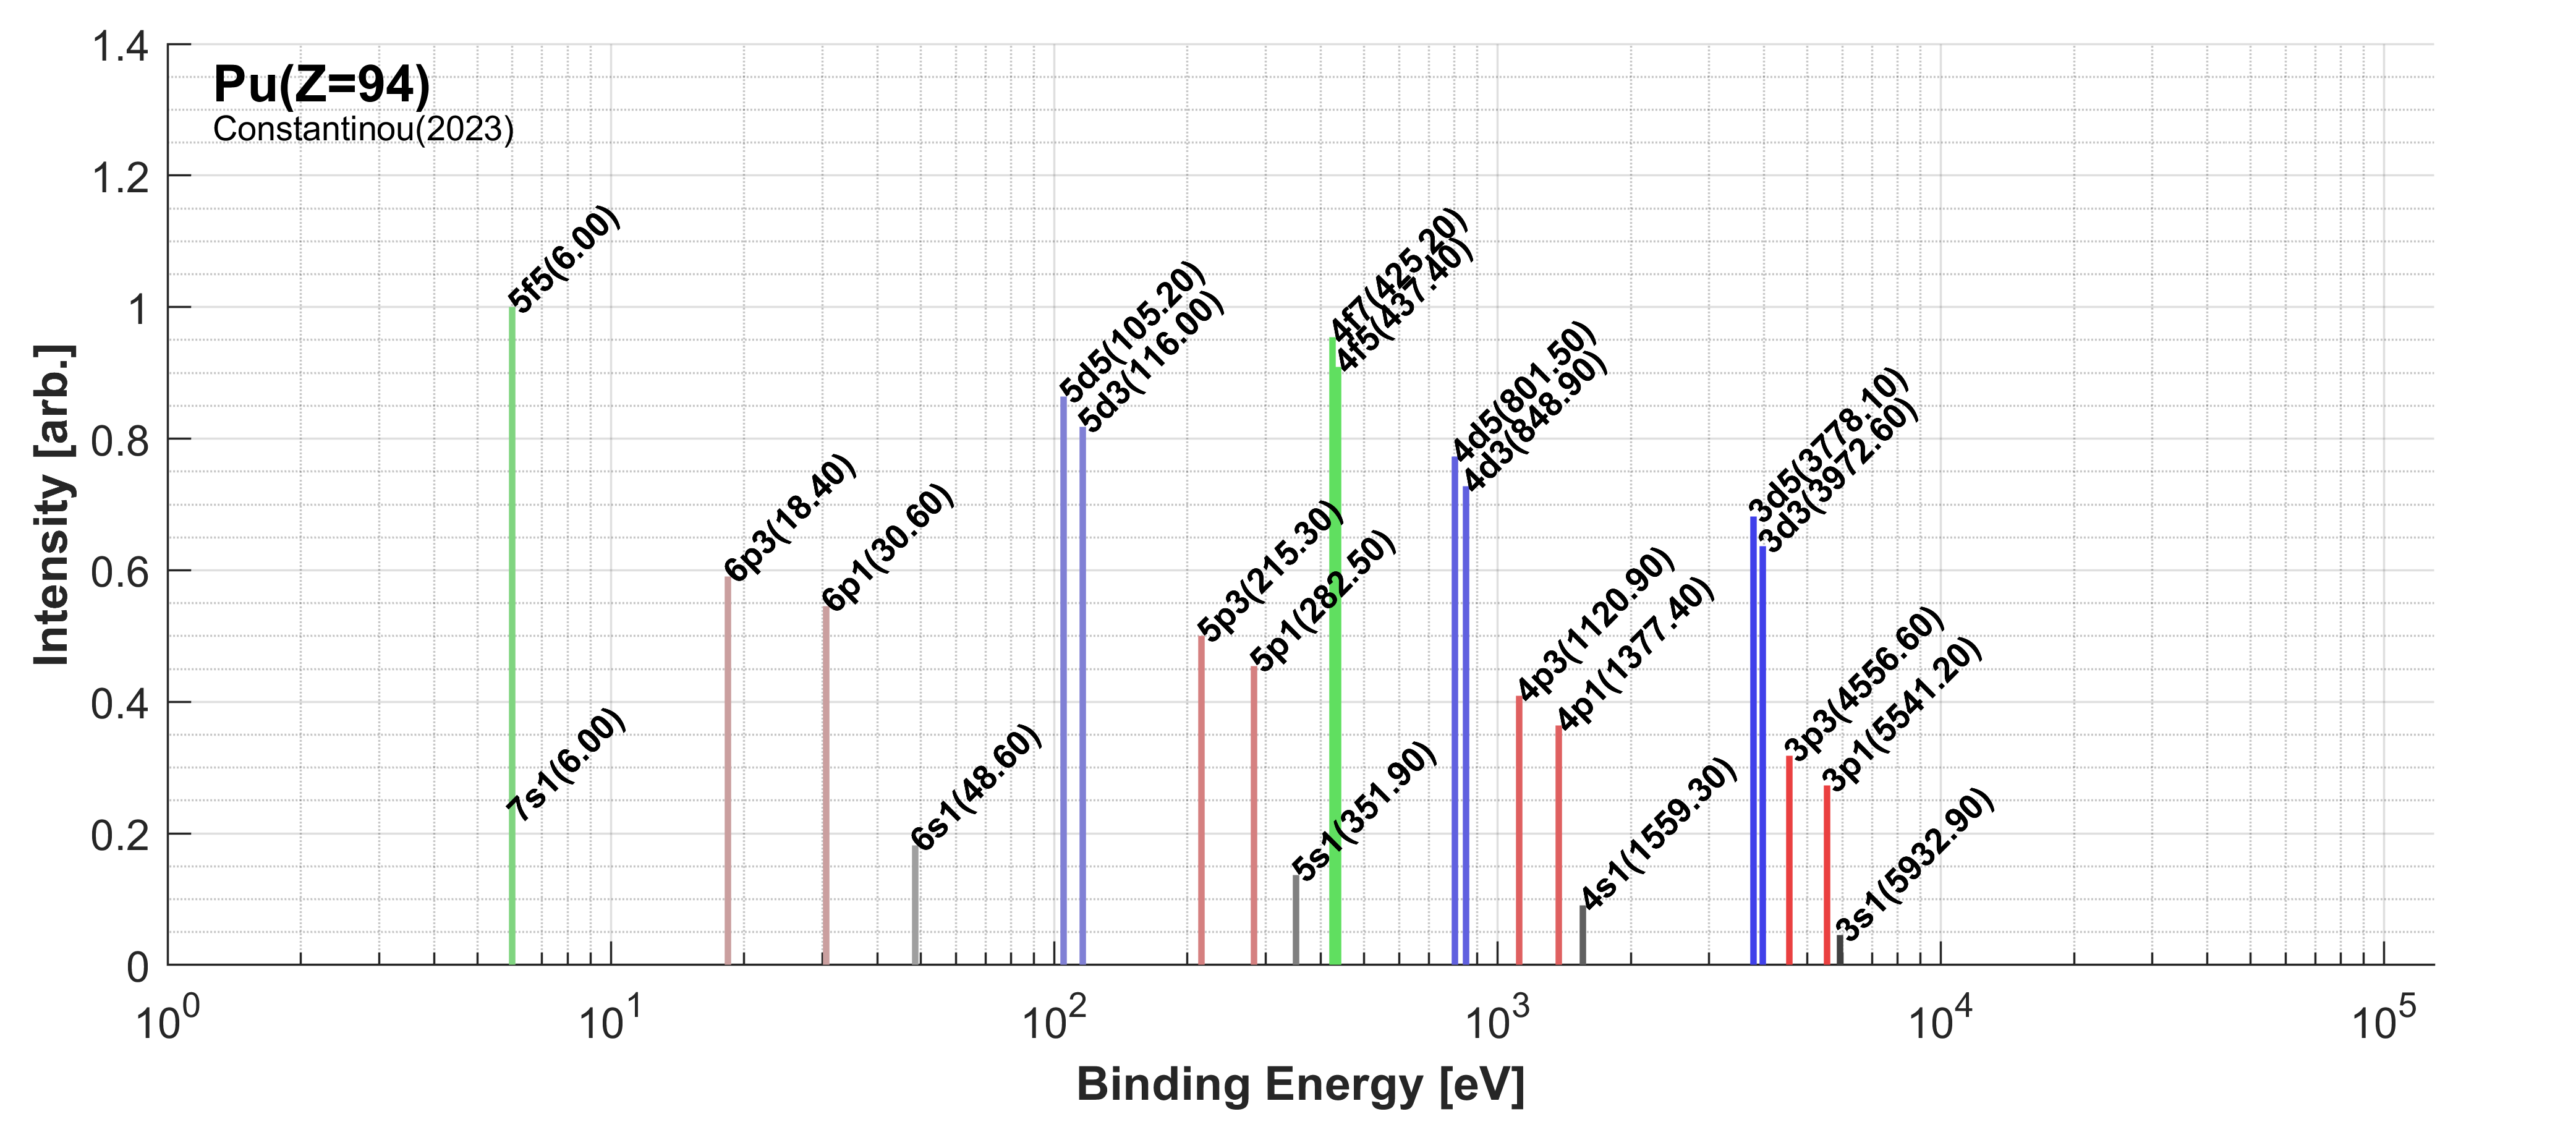 Pu(Z=94)
Constantinou(2023)
Intensity [arb.]
1.4
1.2
1
0.8
0.6
0.4
0.2
0
5f5(6.00)
7s1(6.00)
6p3(18.40)
6p1(30.60)
6s1(48.60)
5d5(105.20)
5d3(116.00)
5p3(215.30)
5p1(282.50)
5s1(351.90)
4f7(425.20)
4f5(437.40)
4d5(801.50)
4d3(848.90)
4p3(1120.90)
4p1(1377.40)
4s1(1559.30)
3d5(3778.10)
3d3(3972.60)
3p3(4556.60)
3p1(5541.20)
3s1(5932.90)
10^0 10^1 10^2 10^3 10^4 10^5
Binding Energy [eV]